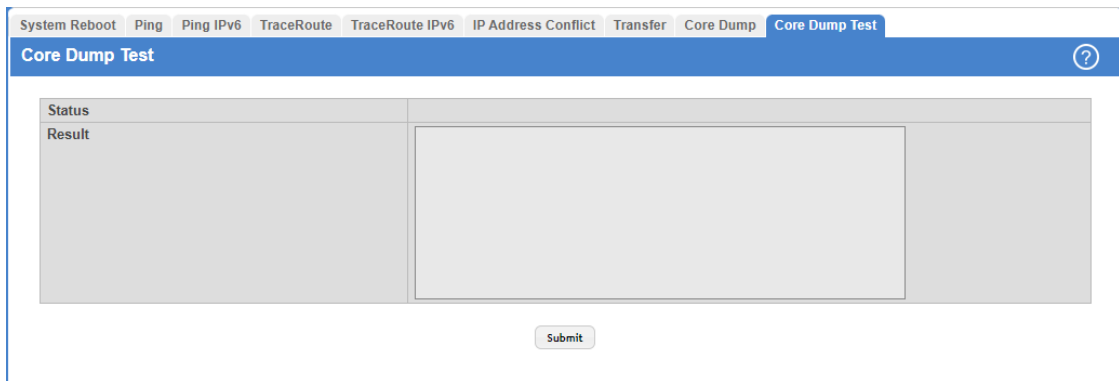 System Reboot Ping Ping IPv6 TraceRoute TraceRoute IPv6 IP Address Conflict Transfer Core Dump Core Dump Test
Core Dump Test ?
Status
Result
Submit